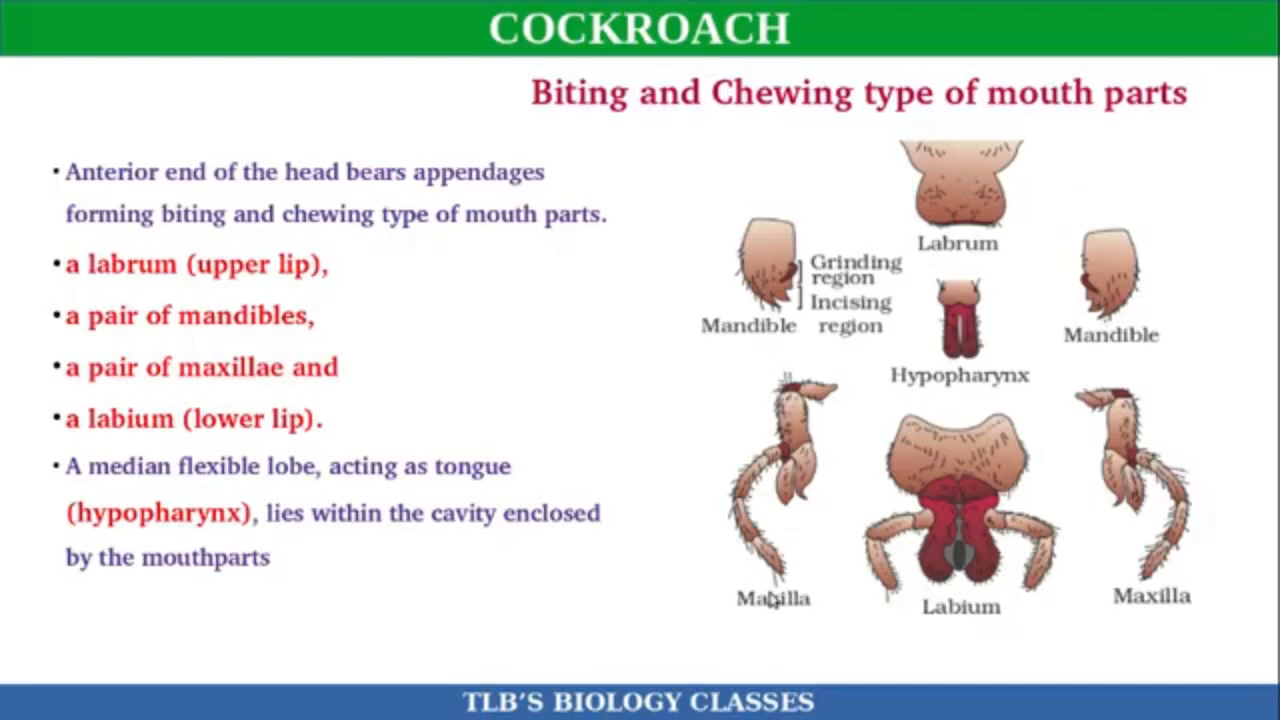 COCKROACH
Biting and Chewing type of mouth parts
• Anterior end of the head bears appendages
forming biting and chewing type of mouth parts.
• a labrum (upper lip),
• a pair of mandibles,
• a pair of maxillae and
• a labium (lower lip).
• A median flexible lobe, acting as tongue
(hypopharynx), lies within the cavity enclosed
by the mouthparts
Labrum
Grinding
region
Incising
region
Mandible
Mandible
Hypopharynx
Maxilla
Labium
Maxilla
TLB'S BIOLOGY CLASSES